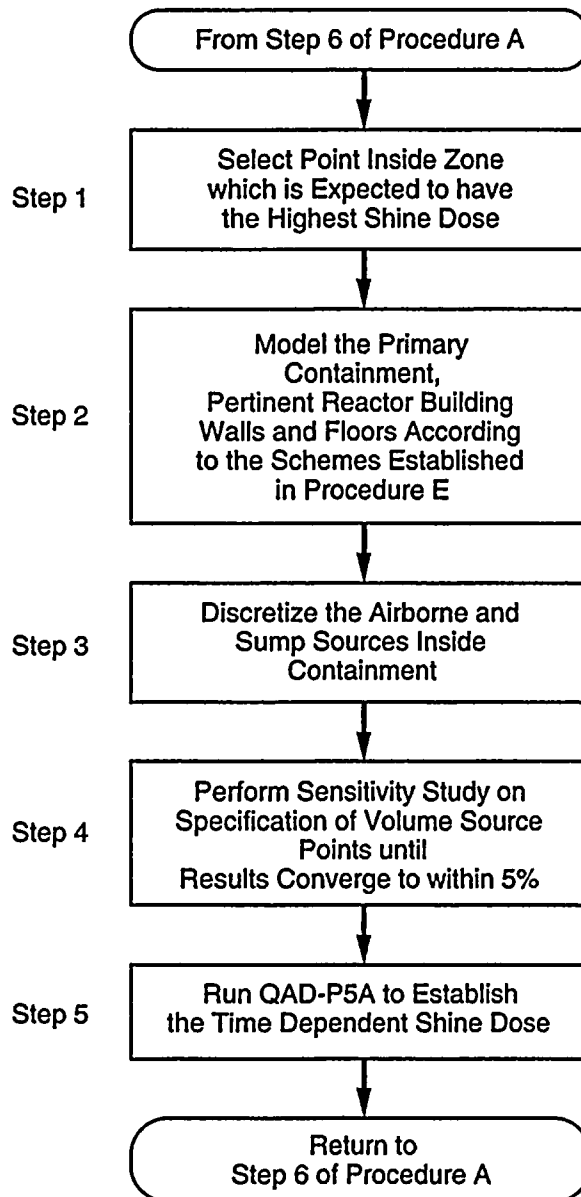 From Step 6 of Procedure A
Step 1
Select Point Inside Zone
which is Expected to have
the Highest Shine Dose
Step 2
Model the Primary
Containment,
Pertinent Reactor Building
Walls and Floors According
to the Schemes Established
in Procedure E
Step 3
Discretize the Airborne and
Sump Sources Inside
Containment
Step 4
Perform Sensitivity Study on
Specification of Volume Source
Points until
Results Converge to within 5%
Step 5
Run QAD-P5A to Establish
the Time Dependent Shine Dose
Return to
Step 6 of Procedure A